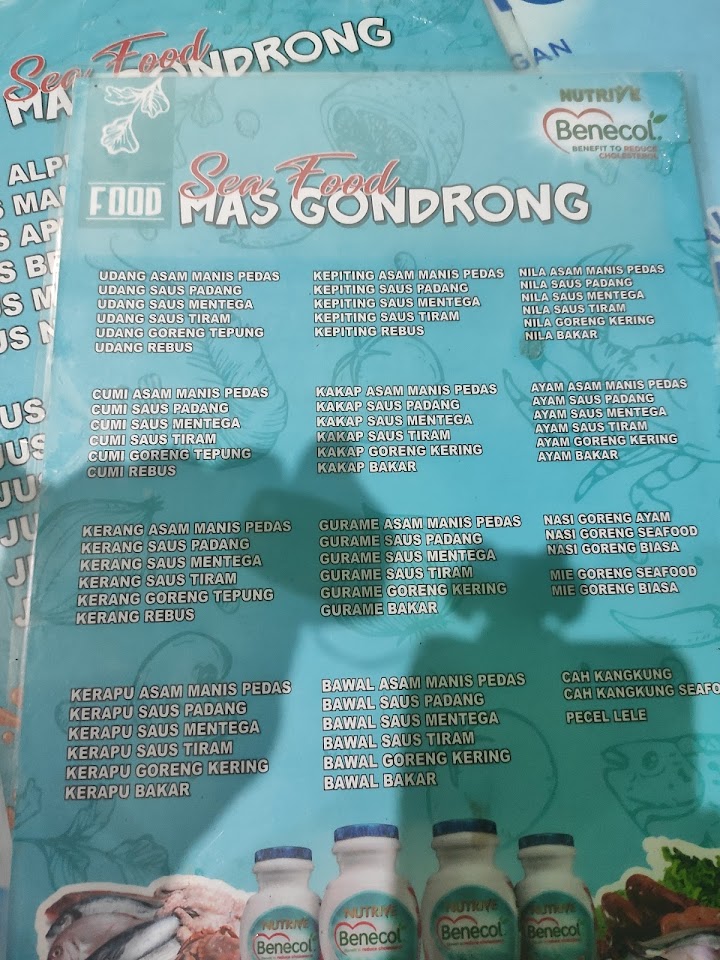 Sea Food
GONDRONG
GAN
NUTRIVE
Benecol
BENEFIT TO REDUCE
CHOLESTEROL
FOOD
Sea Food
MAS GONDRONG
UDANG ASAM MANIS PEDAS
UDANG SAUS PADANG
UDANG SAUS MENTEGA
UDANG SAUS TIRAM
UDANG GORENG TEPUNG
UDANG REBUS
KEPITING ASAM MANIS PEDAS
KEPITING SAUS PADANG
KEPITING SAUS MENTEGA
KEPITING SAUS TIRAM
KEPITING REBUS
NILA ASAM MANIS PEDAS
NILA SAUS PADANG
NILA SAUS MENTEGA
NILA SAUS TIRAM
NILA GORENG KERING
NILA BAKAR
CUMI ASAM MANIS PEDAS
CUMI SAUS PADANG
CUMI SAUS MENTEGA
CUMI SAUS TIRAM
CUMI GORENG TEPUNG
CUMI REBUS
KAKAP ASAM MANIS PEDAS
KAKAP SAUS PADANG
KAKAP SAUS MENTEGA
KAKAP SAUS TIRAM
KAKAP GORENG KERING
KAKAP BAKAR
AYAM ASAM MANIS PEDAS
AYAM SAUS PADANG
AYAM SAUS MENTEGA
AYAM SAUS TIRAM
AYAM GORENG KERING
AYAM BAKAR
KERANG ASAM MANIS PEDAS
KERANG SAUS PADANG
KERANG SAUS MENTEGA
KERANG SAUS TIRAM
KERANG GORENG TEPUNG
KERANG REBUS
GURAME ASAM MANIS PEDAS
GURAME SAUS PADANG
GURAME SAUS MENTEGA
GURAME SAUS TIRAM
GURAME GORENG KERING
GURAME BAKAR
NASI GORENG AYAM
NASI GORENG SEAFOOD
NASI GORENG BIASA
MIE GORENG SEAFOOD
MIE GORENG BIASA
KERAPU ASAM MANIS PEDAS
KERAPU SAUS PADANG
KERAPU SAUS MENTEGA
KERAPU SAUS TIRAM
KERAPU GORENG KERING
KERAPU BAKAR
BAWAL ASAM MANIS PEDAS
BAWAL SAUS PADANG
BAWAL SAUS MENTEGA
BAWAL SAUS TIRAM
BAWAL GORENG KERING
BAWAL BAKAR
CAH KANGKUNG
CAH KANGKUNG SEAFO
PECEL LELE
NUTRIVE
Benecol
NUTRIVE
Benecol
NUTRIVE
Benecol
NUTRIVE
Benecol